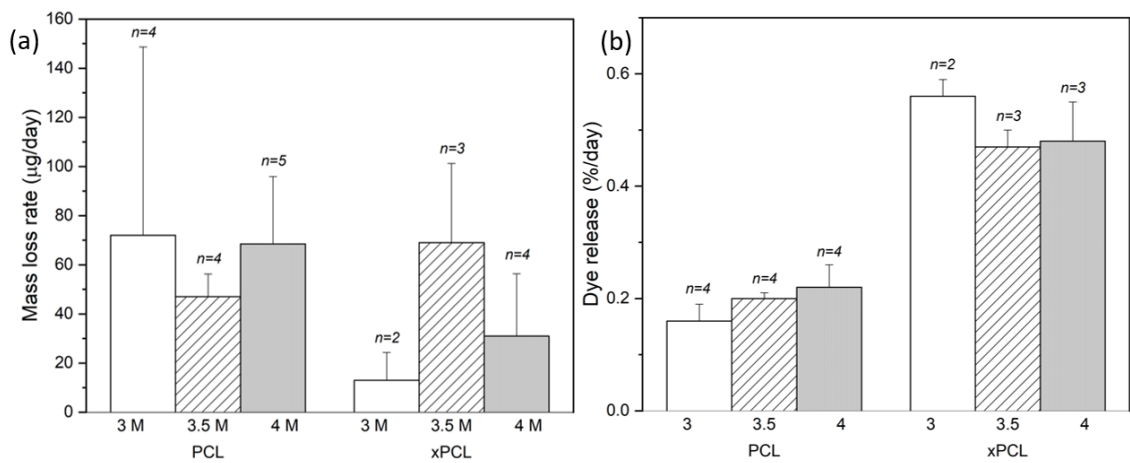 (a)
Mass loss rate (μg/day)
160
140
120
100
80
60
40
20
0
n=4
n=4
n=5
n=2
n=3
n=4
3 M 3.5 M 4 M 3 M 3.5 M 4 M
PCL xPCL
(b)
Dye release (%/day)
0.6
0.4
0.2
0.0
n=4
n=4
n=4
n=2
n=3
n=3
3 3.5 4 3 3.5 4
PCL xPCL